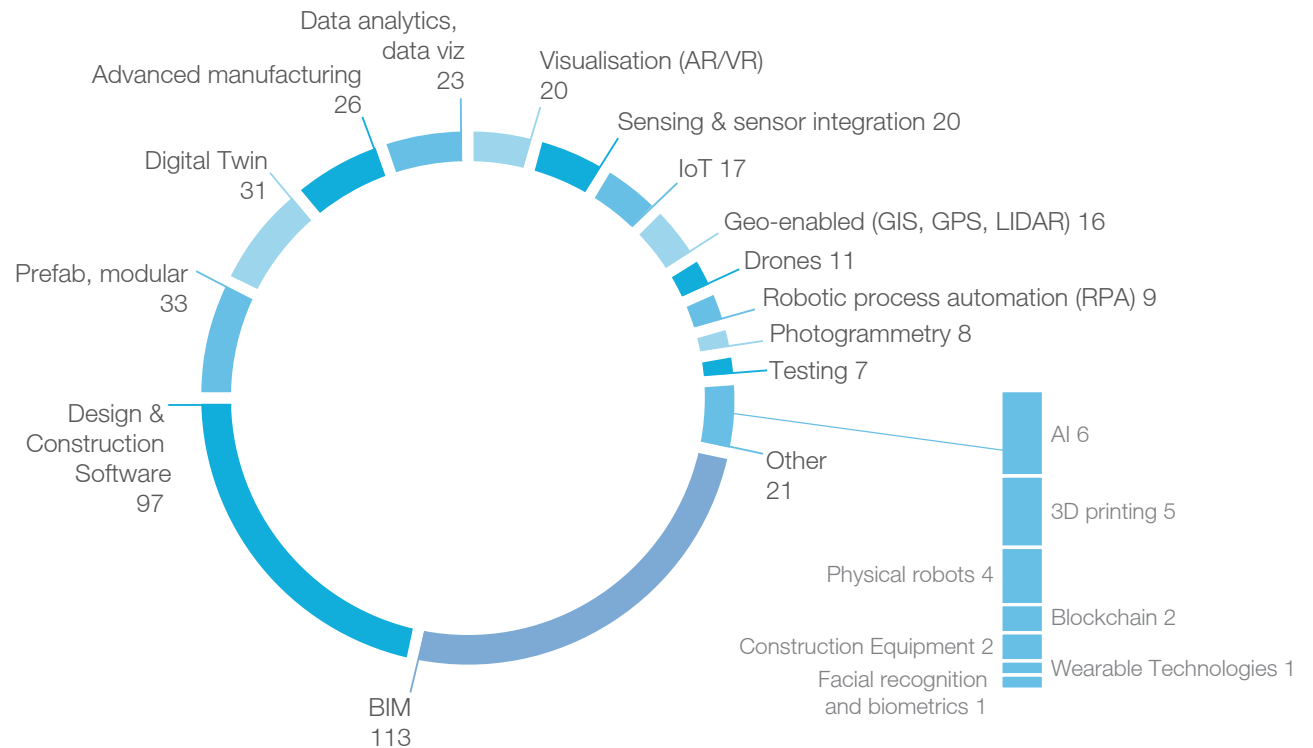 Data analytics,
data viz
23
Visualisation (AR/VR)
20
Advanced manufacturing
26
Sensing & sensor integration 20
Digital Twin
31
IoT 17
Geo-enabled (GIS, GPS, LIDAR) 16
Drones 11
Prefab, modular
33
Robotic process automation (RPA) 9
Photogrammetry 8
Testing 7
Design &
Construction
Software
97
Other
21
BIM
113
AI 6
3D printing 5
Physical robots 4
Blockchain 2
Construction Equipment 2
Wearable Technologies 1
Facial recognition
and biometrics 1